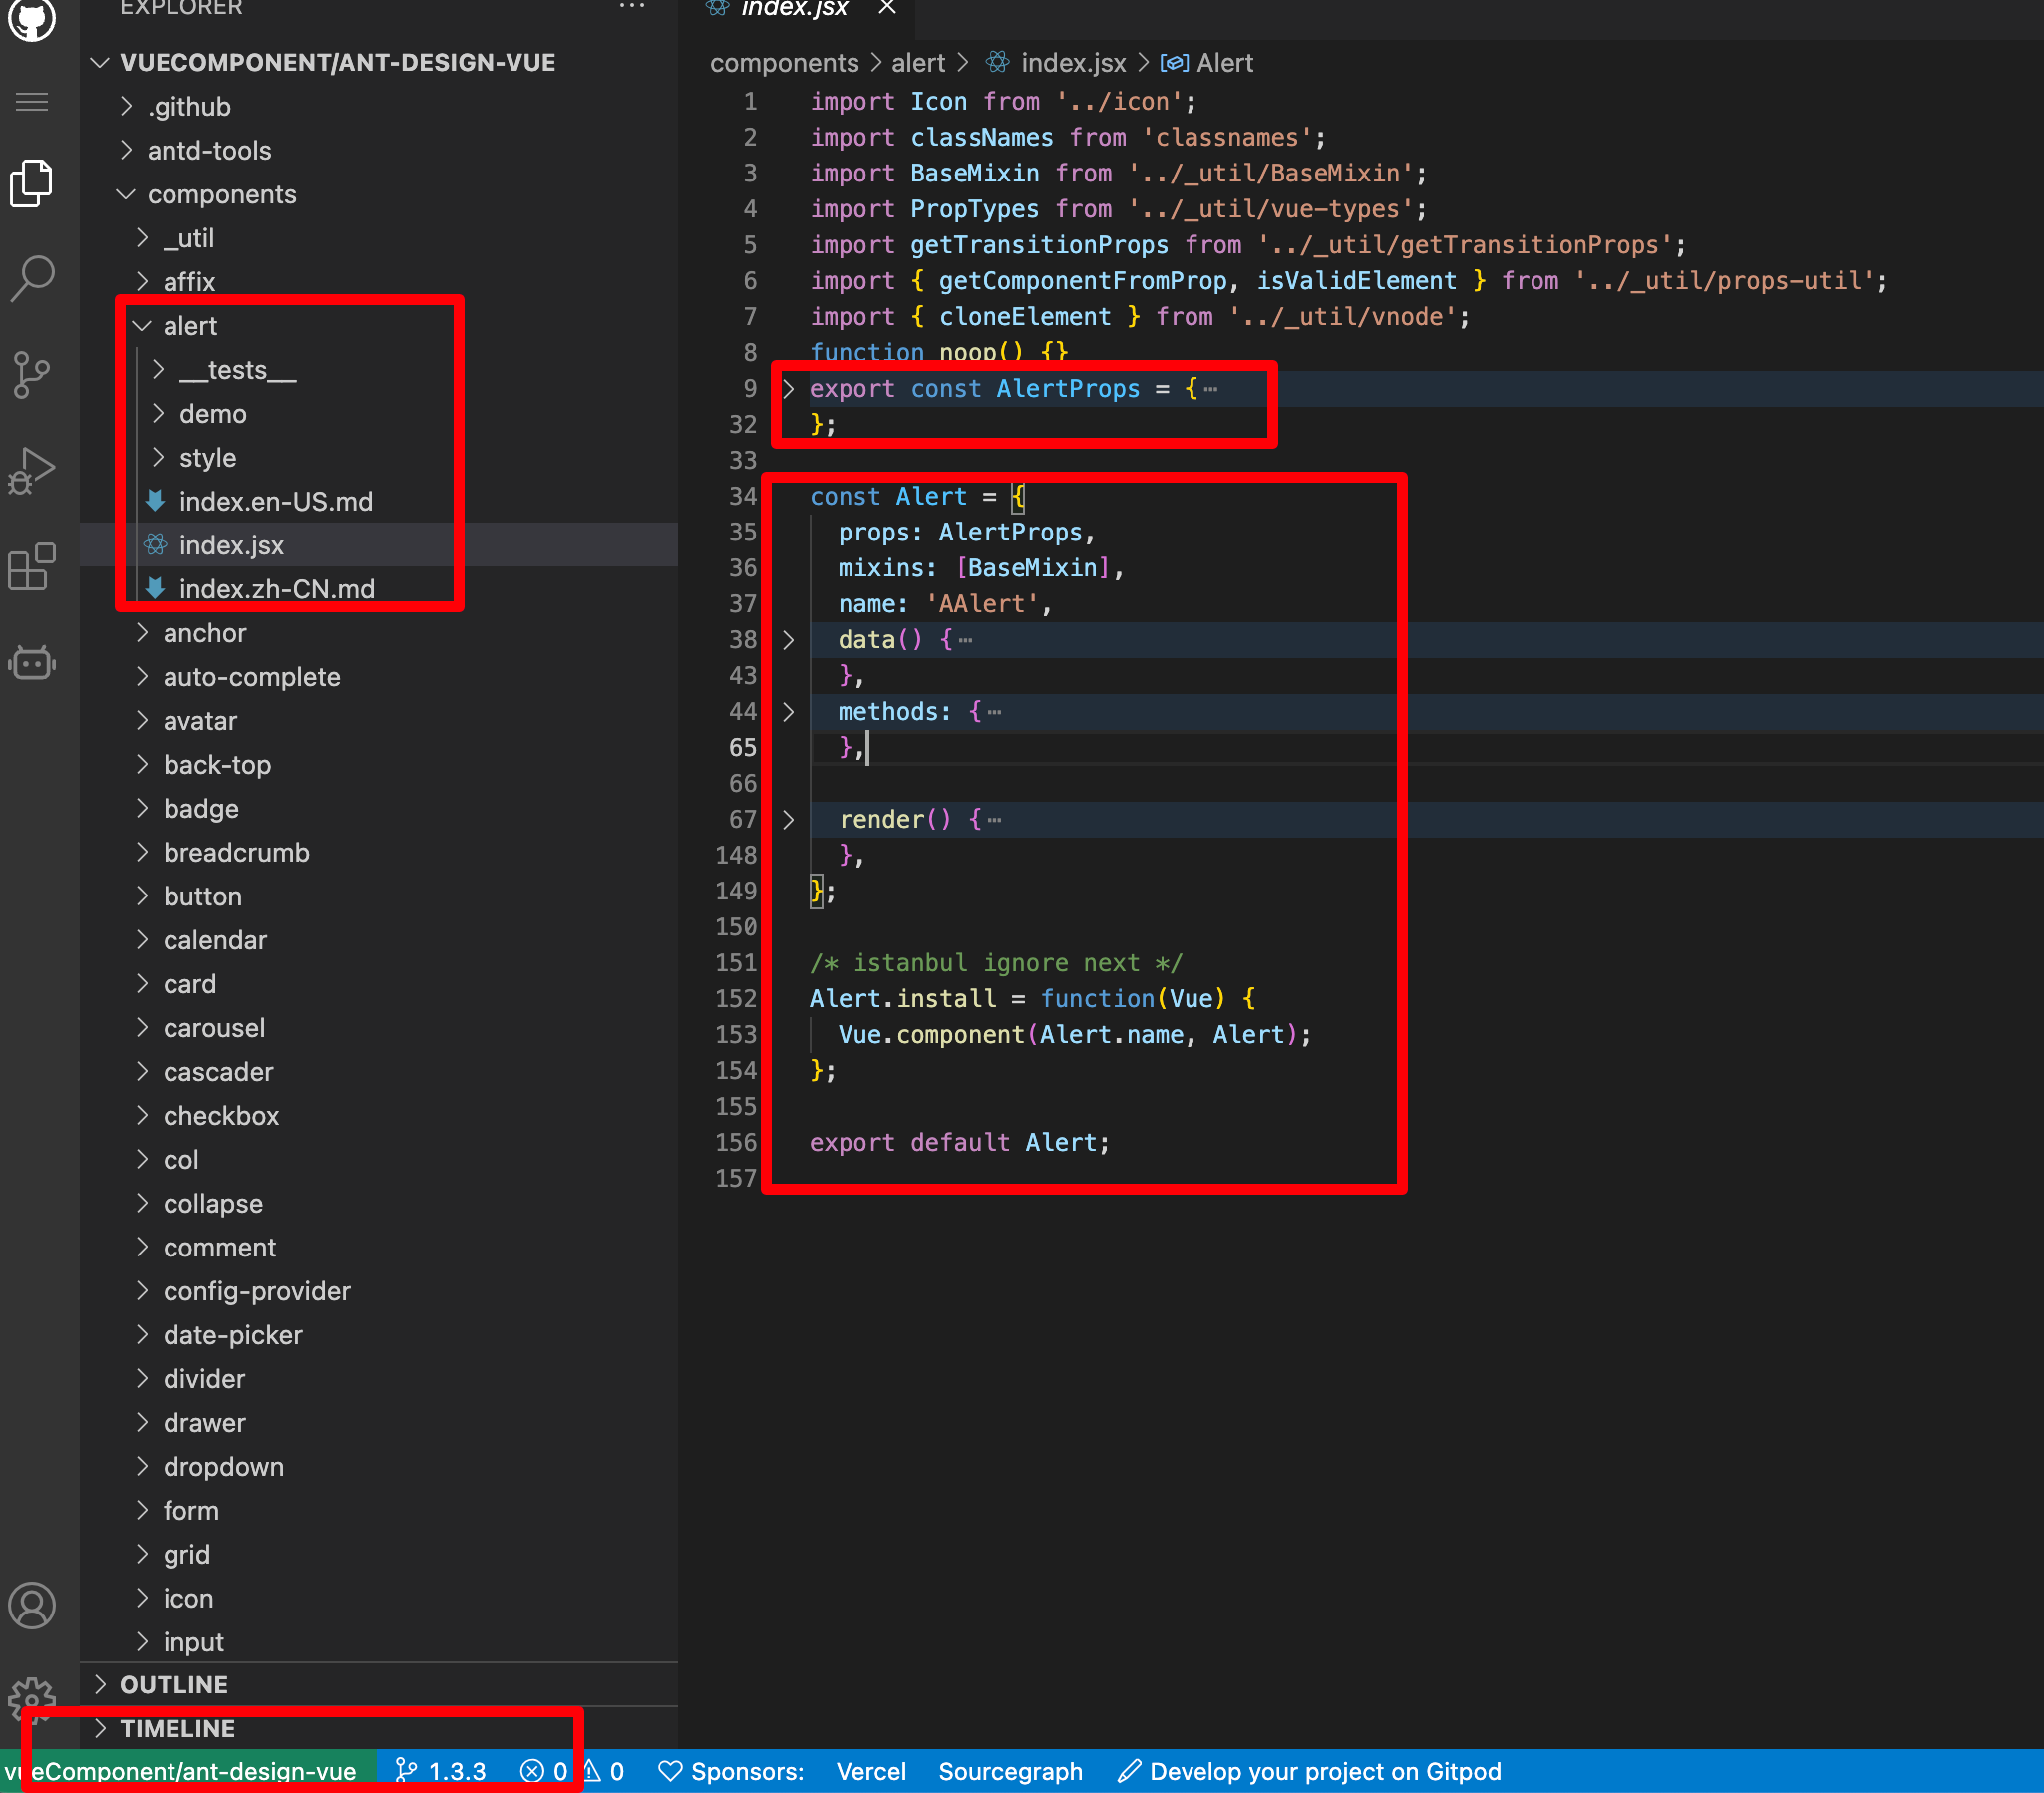 EXPLORER
VUECOMPONENT/ANT-DESIGN-VUE
.github
antd-tools
components
_util
affix
alert
__tests__
demo
style
index.en-US.md
index.jsx
index.zh-CN.md
anchor
auto-complete
avatar
back-top
badge
breadcrumb
button
calendar
card
carousel
cascader
checkbox
col
collapse
comment
config-provider
date-picker
divider
drawer
dropdown
form
grid
icon
input
OUTLINE
TIMELINE
index.jsx
components > alert > index.jsx > Alert
1 import Icon from '../icon';
2 import classNames from 'classnames';
3 import BaseMixin from '../_util/BaseMixin';
4 import PropTypes from '../_util/vue-types';
5 import getTransitionProps from '../_util/getTransitionProps';
6 import { getComponentFromProp, isValidElement } from '../_util/props-util';
7 import { cloneElement } from '../_util/vnode';
8 function noop() {}
9 export const AlertProps = {…
32 };
33
34 const Alert = {
35 props: AlertProps,
36 mixins: [BaseMixin],
37 name: 'AAlert',
38 data() {…
43 },
44 methods: {…
65 },
66
67 render() {…
148 },
149 };
150
151 /* istanbul ignore next */
152 Alert.install = function(Vue) {
153 Vue.component(Alert.name, Alert);
154 };
155
156 export default Alert;
157
vueComponent/ant-design-vue 1.3.3 0 0 Sponsors: Vercel Sourcegraph Develop your project on Gitpod